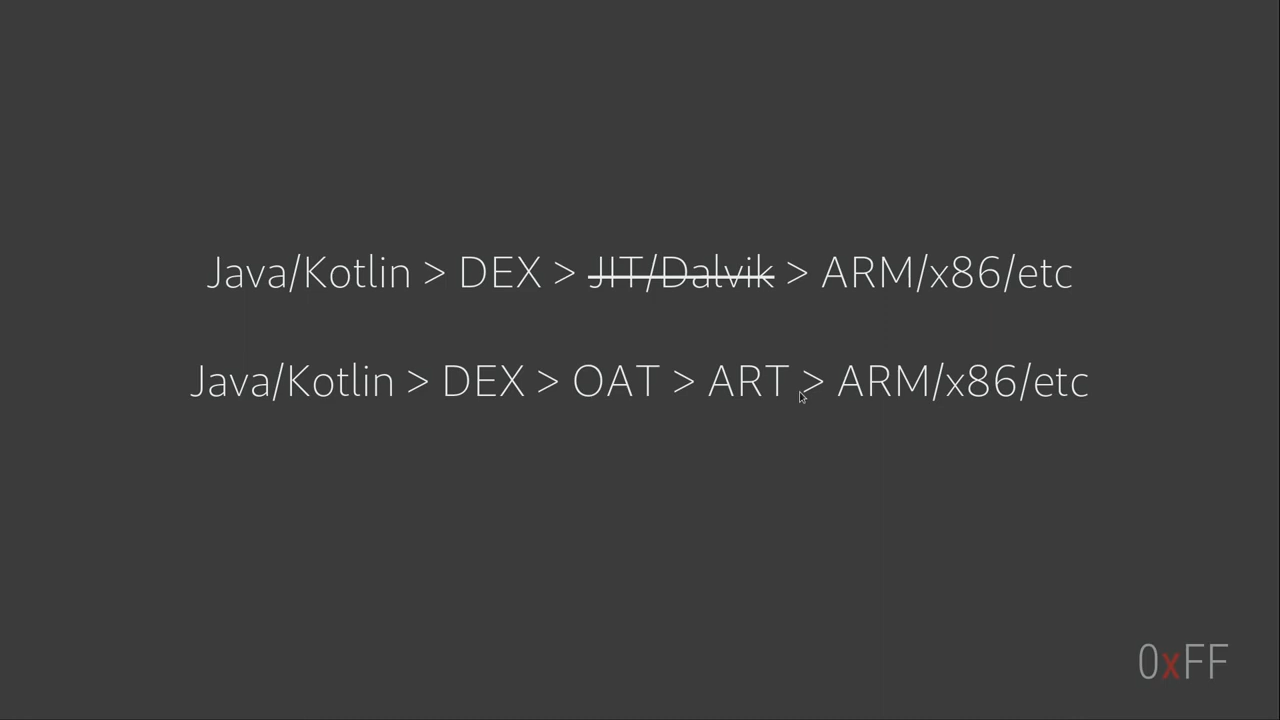 Java/Kotlin > DEX > JIT/Dalvik > ARM/x86/etc
Java/Kotlin > DEX > OAT > ART > ARM/x86/etc
0xFF